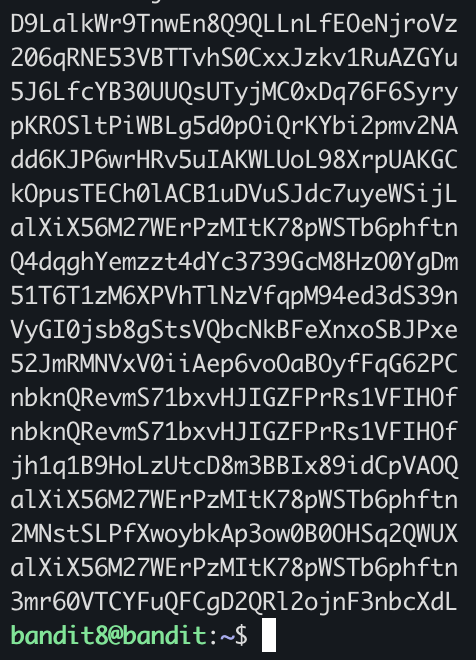 D9LalkWr9TnwEn8Q9QLLnLfEOeNjroVz
206qRNE53VBTTvhS0CxxJzkv1RuAZGYu
5J6LfcYB30UUQsUTyjMC0xDq76F6Syry
pKROSltPiWBLg5d0pOiQrKYbi2pmv2NA
dd6KJP6wrHRv5uIAKWLUoL98XrpUAKGC
kOpusTECh0lACB1uDVuSJdc7uyeWSijL
alXiX56M27WErPzMItK78pWSTb6phftn
Q4dqghYemzzt4dYc3739GcM8HzO0YgDm
51T6T1zM6XPVhTlNzVfqpM94ed3dS39n
VyGI0jsb8gStsVQbcNkBFeXnxoSBJPxe
52JmRMNVxV0iiAep6voOaBOyfFqG62PC
nbknQRevmS71bxvHJIGZFPrRs1VFIHOf
nbknQRevmS71bxvHJIGZFPrRs1VFIHOf
jh1q1B9HoLzUtcD8m3BBIx89idCpVAOQ
alXiX56M27WErPzMItK78pWSTb6phftn
2MNstSLPfXwoybkAp3ow0B0OHSq2QWUX
alXiX56M27WErPzMItK78pWSTb6phftn
3mr60VTCYFuQFCgD2QRl2ojnF3nbcXdL
bandit8@bandit:~$